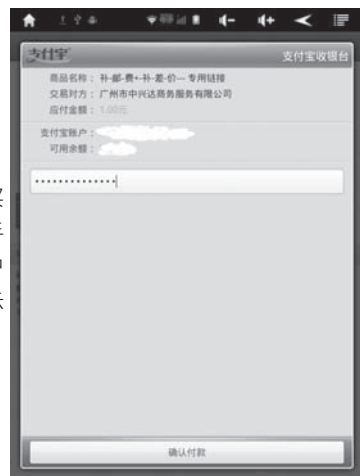 支付宝
支付宝收银台
商品名称：补-邮-费+-补-差-价--- 专用链接
交易对方：广州市中兴达商务服务有限公司
应付金额：1.00元
支付宝账户：
可用余额：
••••••••••••••
确认付款